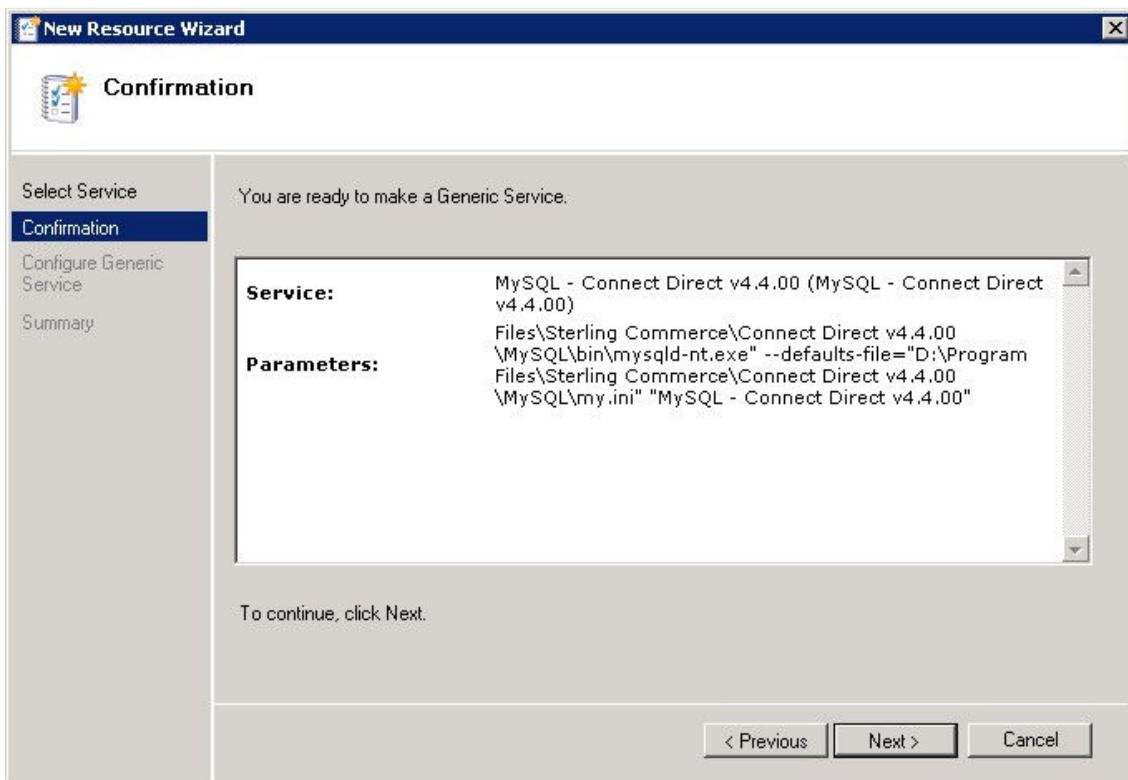 New Resource Wizard
Confirmation
Select Service
Confirmation
Configure Generic
Service
Summary
You are ready to make a Generic Service.
Service:
MySQL - Connect Direct v4.4.00 (MySQL - Connect Direct
v4.4.00)
Parameters:
Files\Sterling Commerce\Connect Direct v4.4.00
\MySQL\bin\mysqld-nt.exe" --defaults-file="D:\Program
Files\Sterling Commerce\Connect Direct v4.4.00
\MySQL\my.ini" "MySQL - Connect Direct v4.4.00"
To continue, click Next.
< Previous
Next >
Cancel